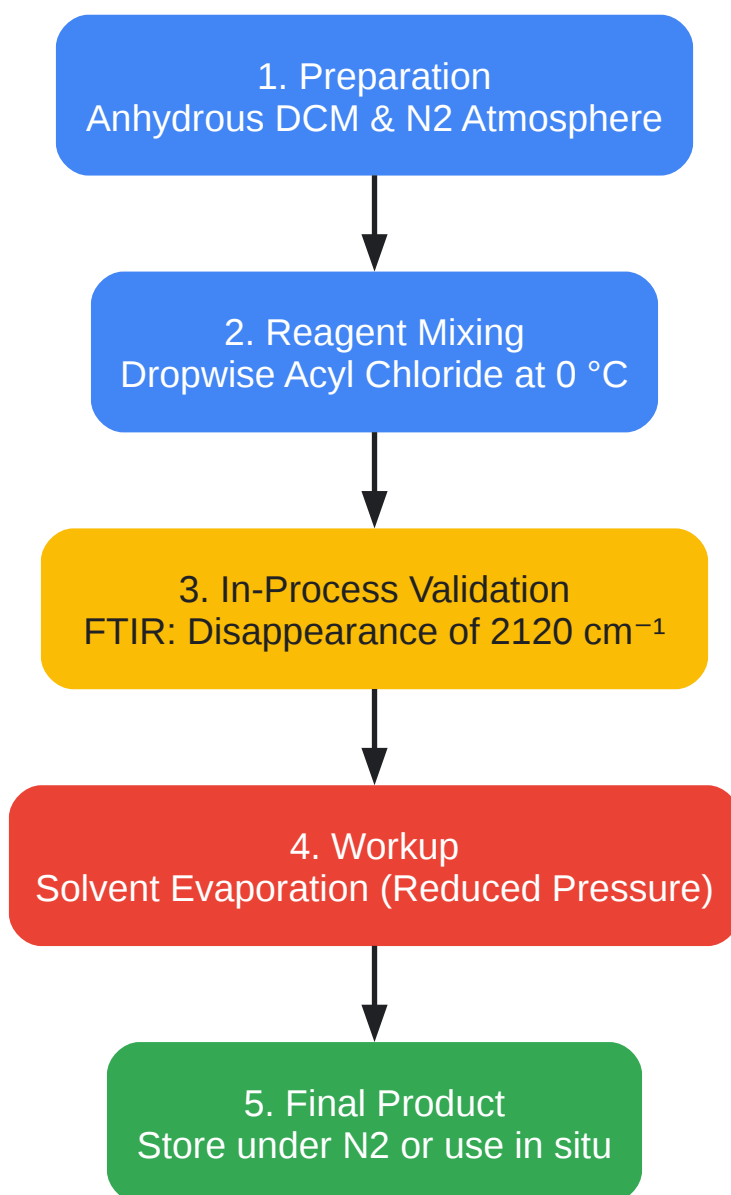 1. Preparation
Anhydrous DCM & N2 Atmosphere
2. Reagent Mixing
Dropwise Acyl Chloride at 0 °C
3. In-Process Validation
FTIR: Disappearance of 2120 cm⁻¹
4. Workup
Solvent Evaporation (Reduced Pressure)
5. Final Product
Store under N2 or use in situ